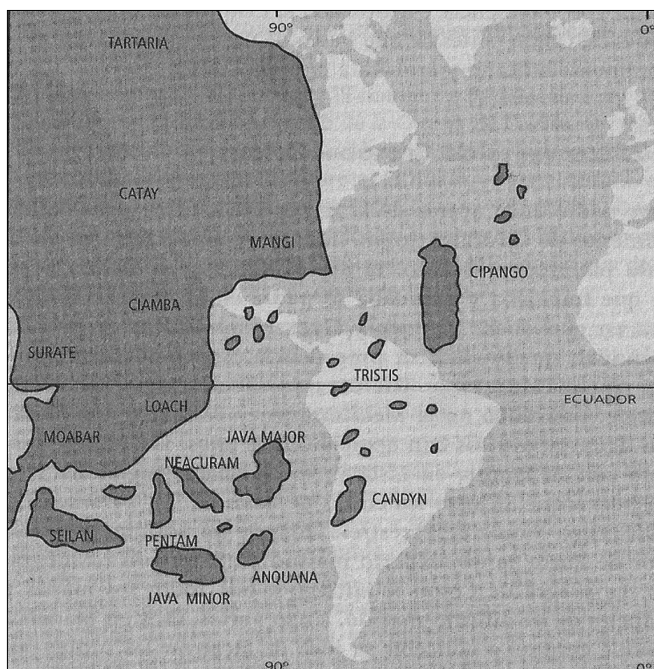 90°
0°
TARTARIA
CATAY
MANGI
CIPANGO
CIAMBA
SURATE
TRISTIS
ECUADOR
LOACH
MOABAR
JAVA MAJOR
NEACURAM
CANDYN
SEILAN
PENTAM
ANQUANA
JAVA MINOR
90°
0°